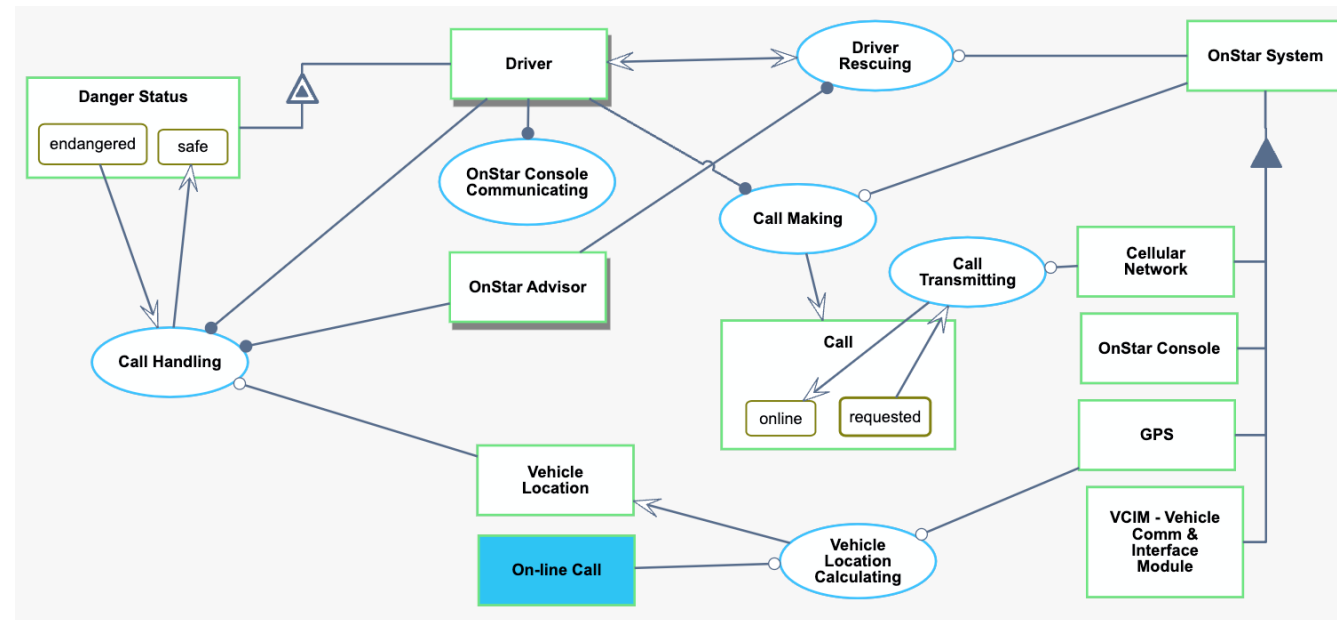 Driver
Driver
Rescuing
OnStar System
Danger Status
endangered
safe
OnStar Console
Communicating
Call Making
Cellular
Network
Call
Transmitting
OnStar Advisor
Call
OnStar Console
Call Handling
online
requested
GPS
Vehicle
Location
VCIM - Vehicle
Comm &
Interface
Module
On-line Call
Vehicle
Location
Calculating